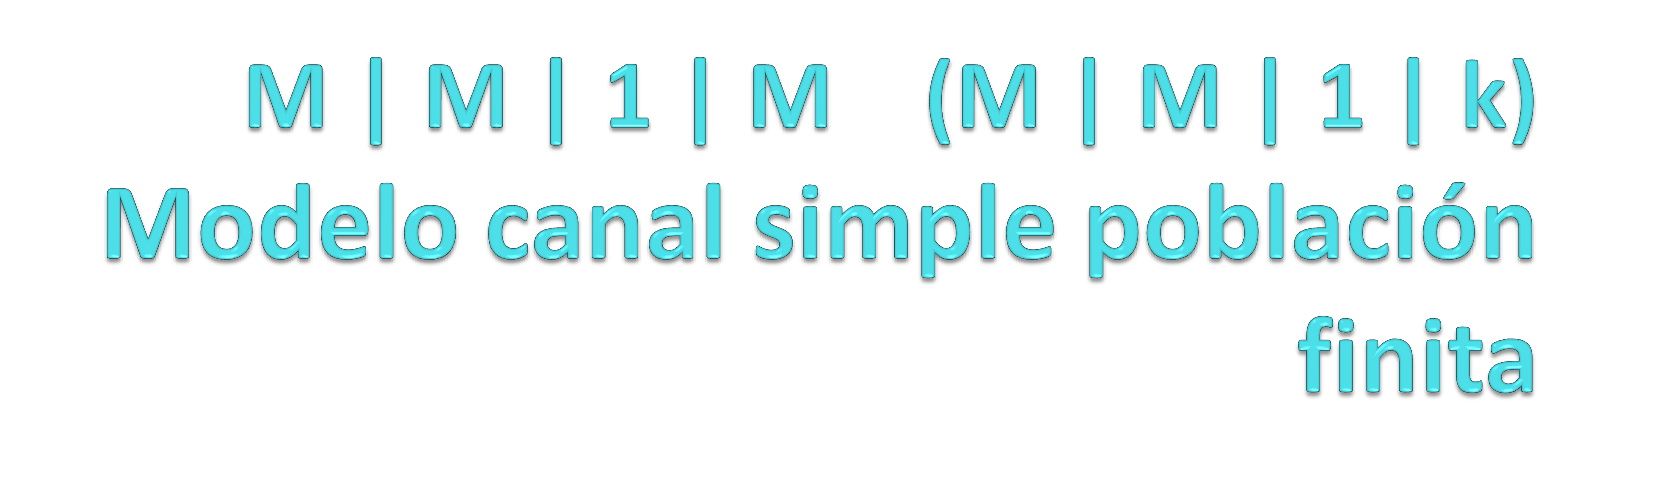 M | M | 1 | M (M | M | 1 | k)
Modelo canal simple población
finita